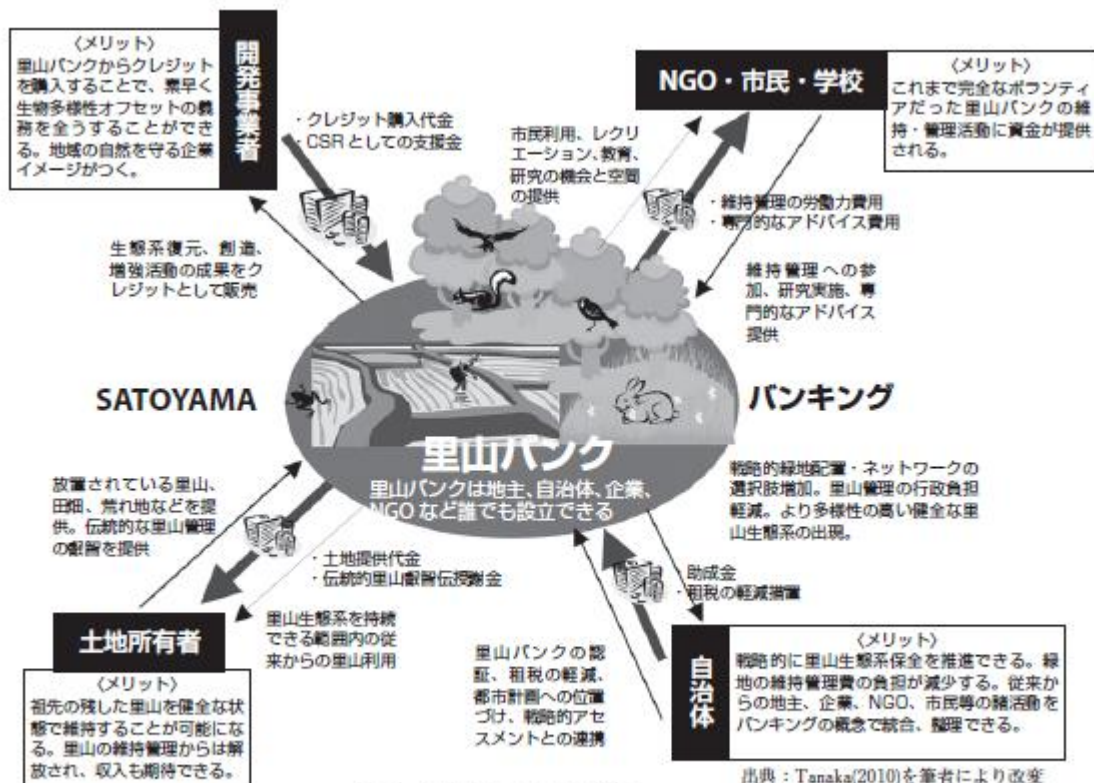 〈メリット〉
里山バンクからクレジット
を購入することで、素早く
生物多様性オフセットの義
務を全うすることができ
る。地域の自然を守る企業
イメージがつく。
開発事業者
・クレジット購入代金
・CSRとしての支援金
生態系復元、創造、
増強活動の成果をク
レジットとして販売
市民利用、レクリ
エーション、教育、
研究の機会と空間
の提供
NGO・市民・学校
〈メリット〉
これまで完全なボランティ
アだった里山バンクの維
持・管理活動に資金が提供
される。
・維持管理の労働力費用
・専門的なアドバイス費用
維持管理への参
加、研究実施、専
門的なアドバイス
提供
SATOYAMA
バンキング
里山バンク
里山バンクは地主、自治体、企業、
NGOなど誰でも設立できる
放置されている里山、
田畑、荒れ地などを提
供。伝統的な里山管理
の叡智を提供
・土地提供代金
・伝統的里山叡智伝授謝金
土地所有者
〈メリット〉
祖先の残した里山を健全な状
態で維持することが可能にな
る。里山の維持管理からは解
放され、収入も期待できる。
里山生態系を持続
できる範囲内の従
来からの里山利用
戦略的緑地配置・ネットワークの
選択肢増加。里山管理の行政負担
軽減。より多様性の高い健全な里
山生態系の出現。
・助成金
・租税の軽減措置
里山バンクの認
証、租税の軽減、
都市計画への位置
づけ、戦略的アセ
スメントとの連携
自治体
〈メリット〉
戦略的に里山生態系保全を推進できる。緑
地の維持管理費の負担が減少する。従来か
らの地主、企業、NGO、市民等の諸活動を
バンキングの概念で統合、整理できる。
出典：Tanaka(2010)を筆者により改変